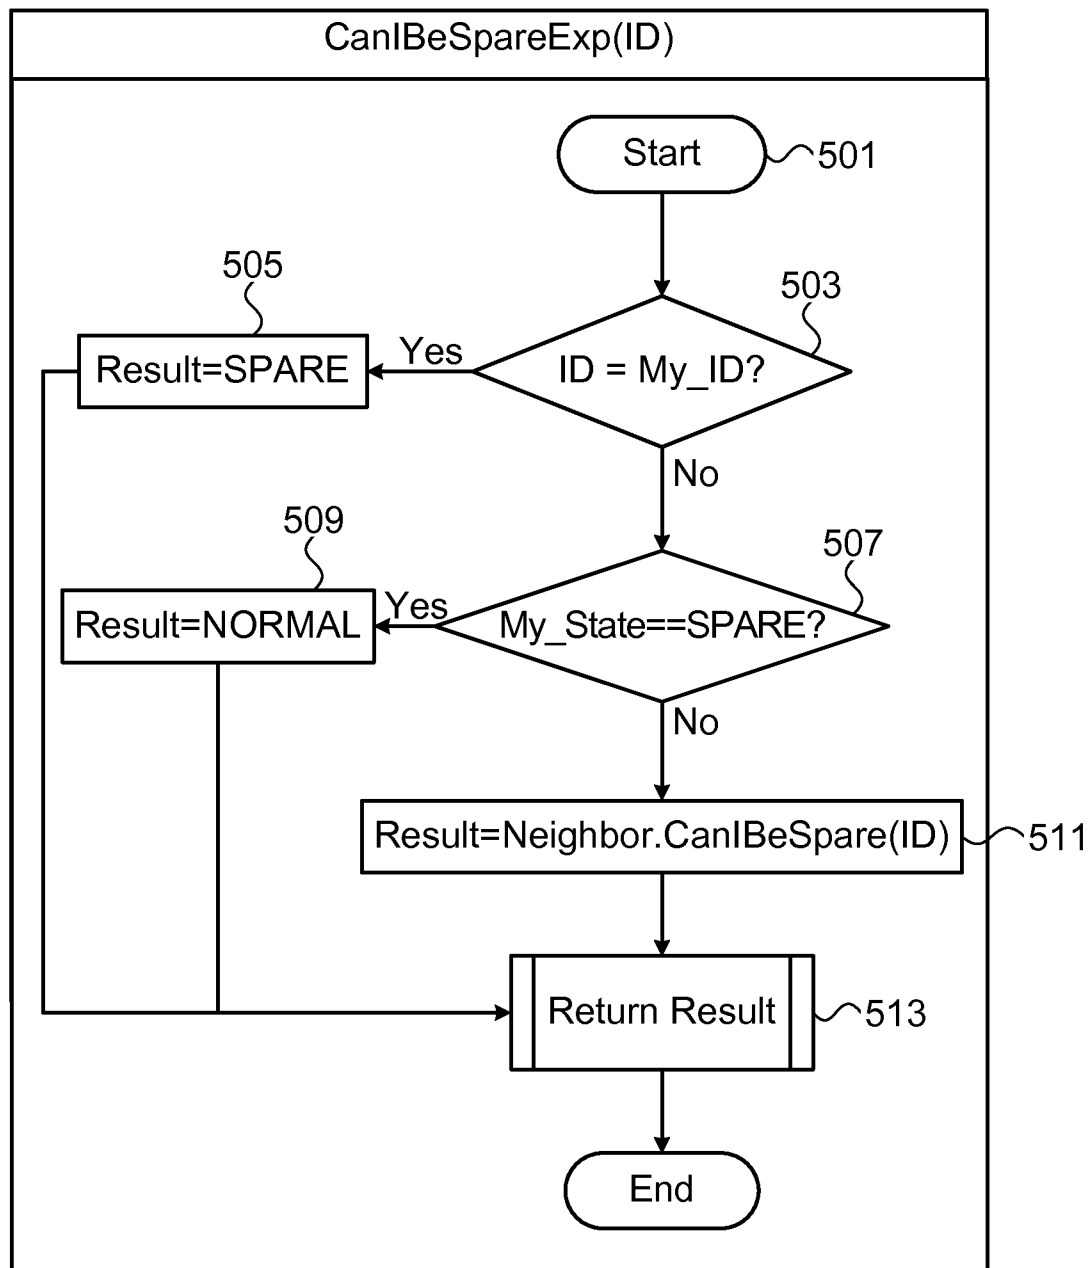 CanIBeSpareExp(ID)
Start
501
505
503
Result=SPARE
Yes
ID = My_ID?
No
509
507
Result=NORMAL
Yes
My_State==SPARE?
No
Result=Neighbor.CanIBeSpare(ID)
511
Return Result
513
End